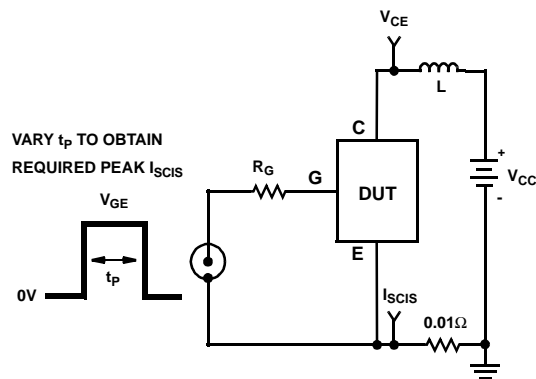 VCE
L
C
VARY tP TO OBTAIN
REQUIRED PEAK ISCIS
RG
G
DUT
+
VCC
-
VGE
E
tP
0V
ISCIS
0.01Ω